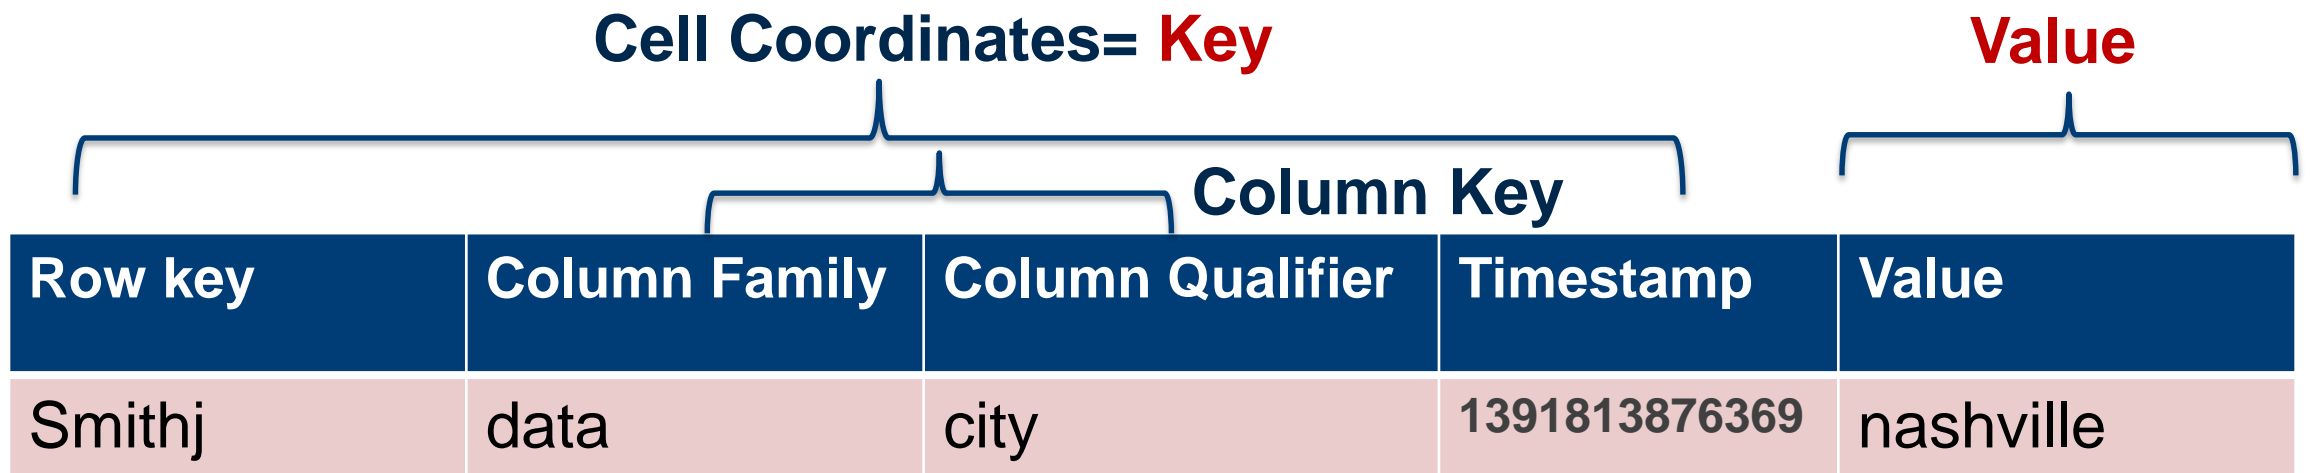 Cell Coordinates= Key
Value
Column Key
Row key
Column Family
Column Qualifier
Timestamp
Value
Smithj
data
city
1391813876369
nashville